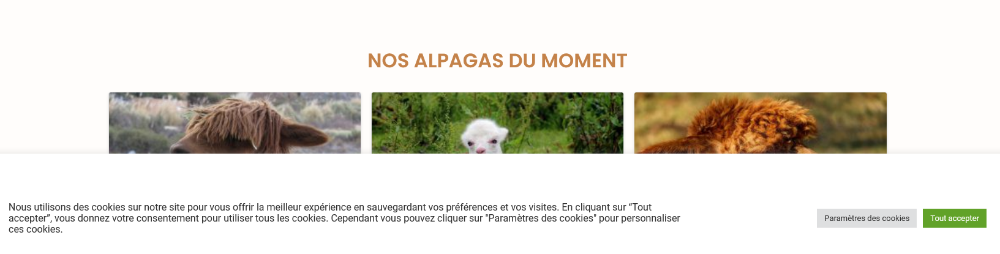 NOS ALPAGAS DU MOMENT
Nous utilisons des cookies sur notre site pour vous offrir la meilleur expérience en sauvegardant vos préférences et vos visites. En cliquant sur “Tout
accepter”, vous donnez votre consentement pour utiliser tous les cookies. Cependant vous pouvez cliquer sur "Paramètres des cookies" pour personnaliser
ces cookies.
Paramètres des cookies
Tout accepter